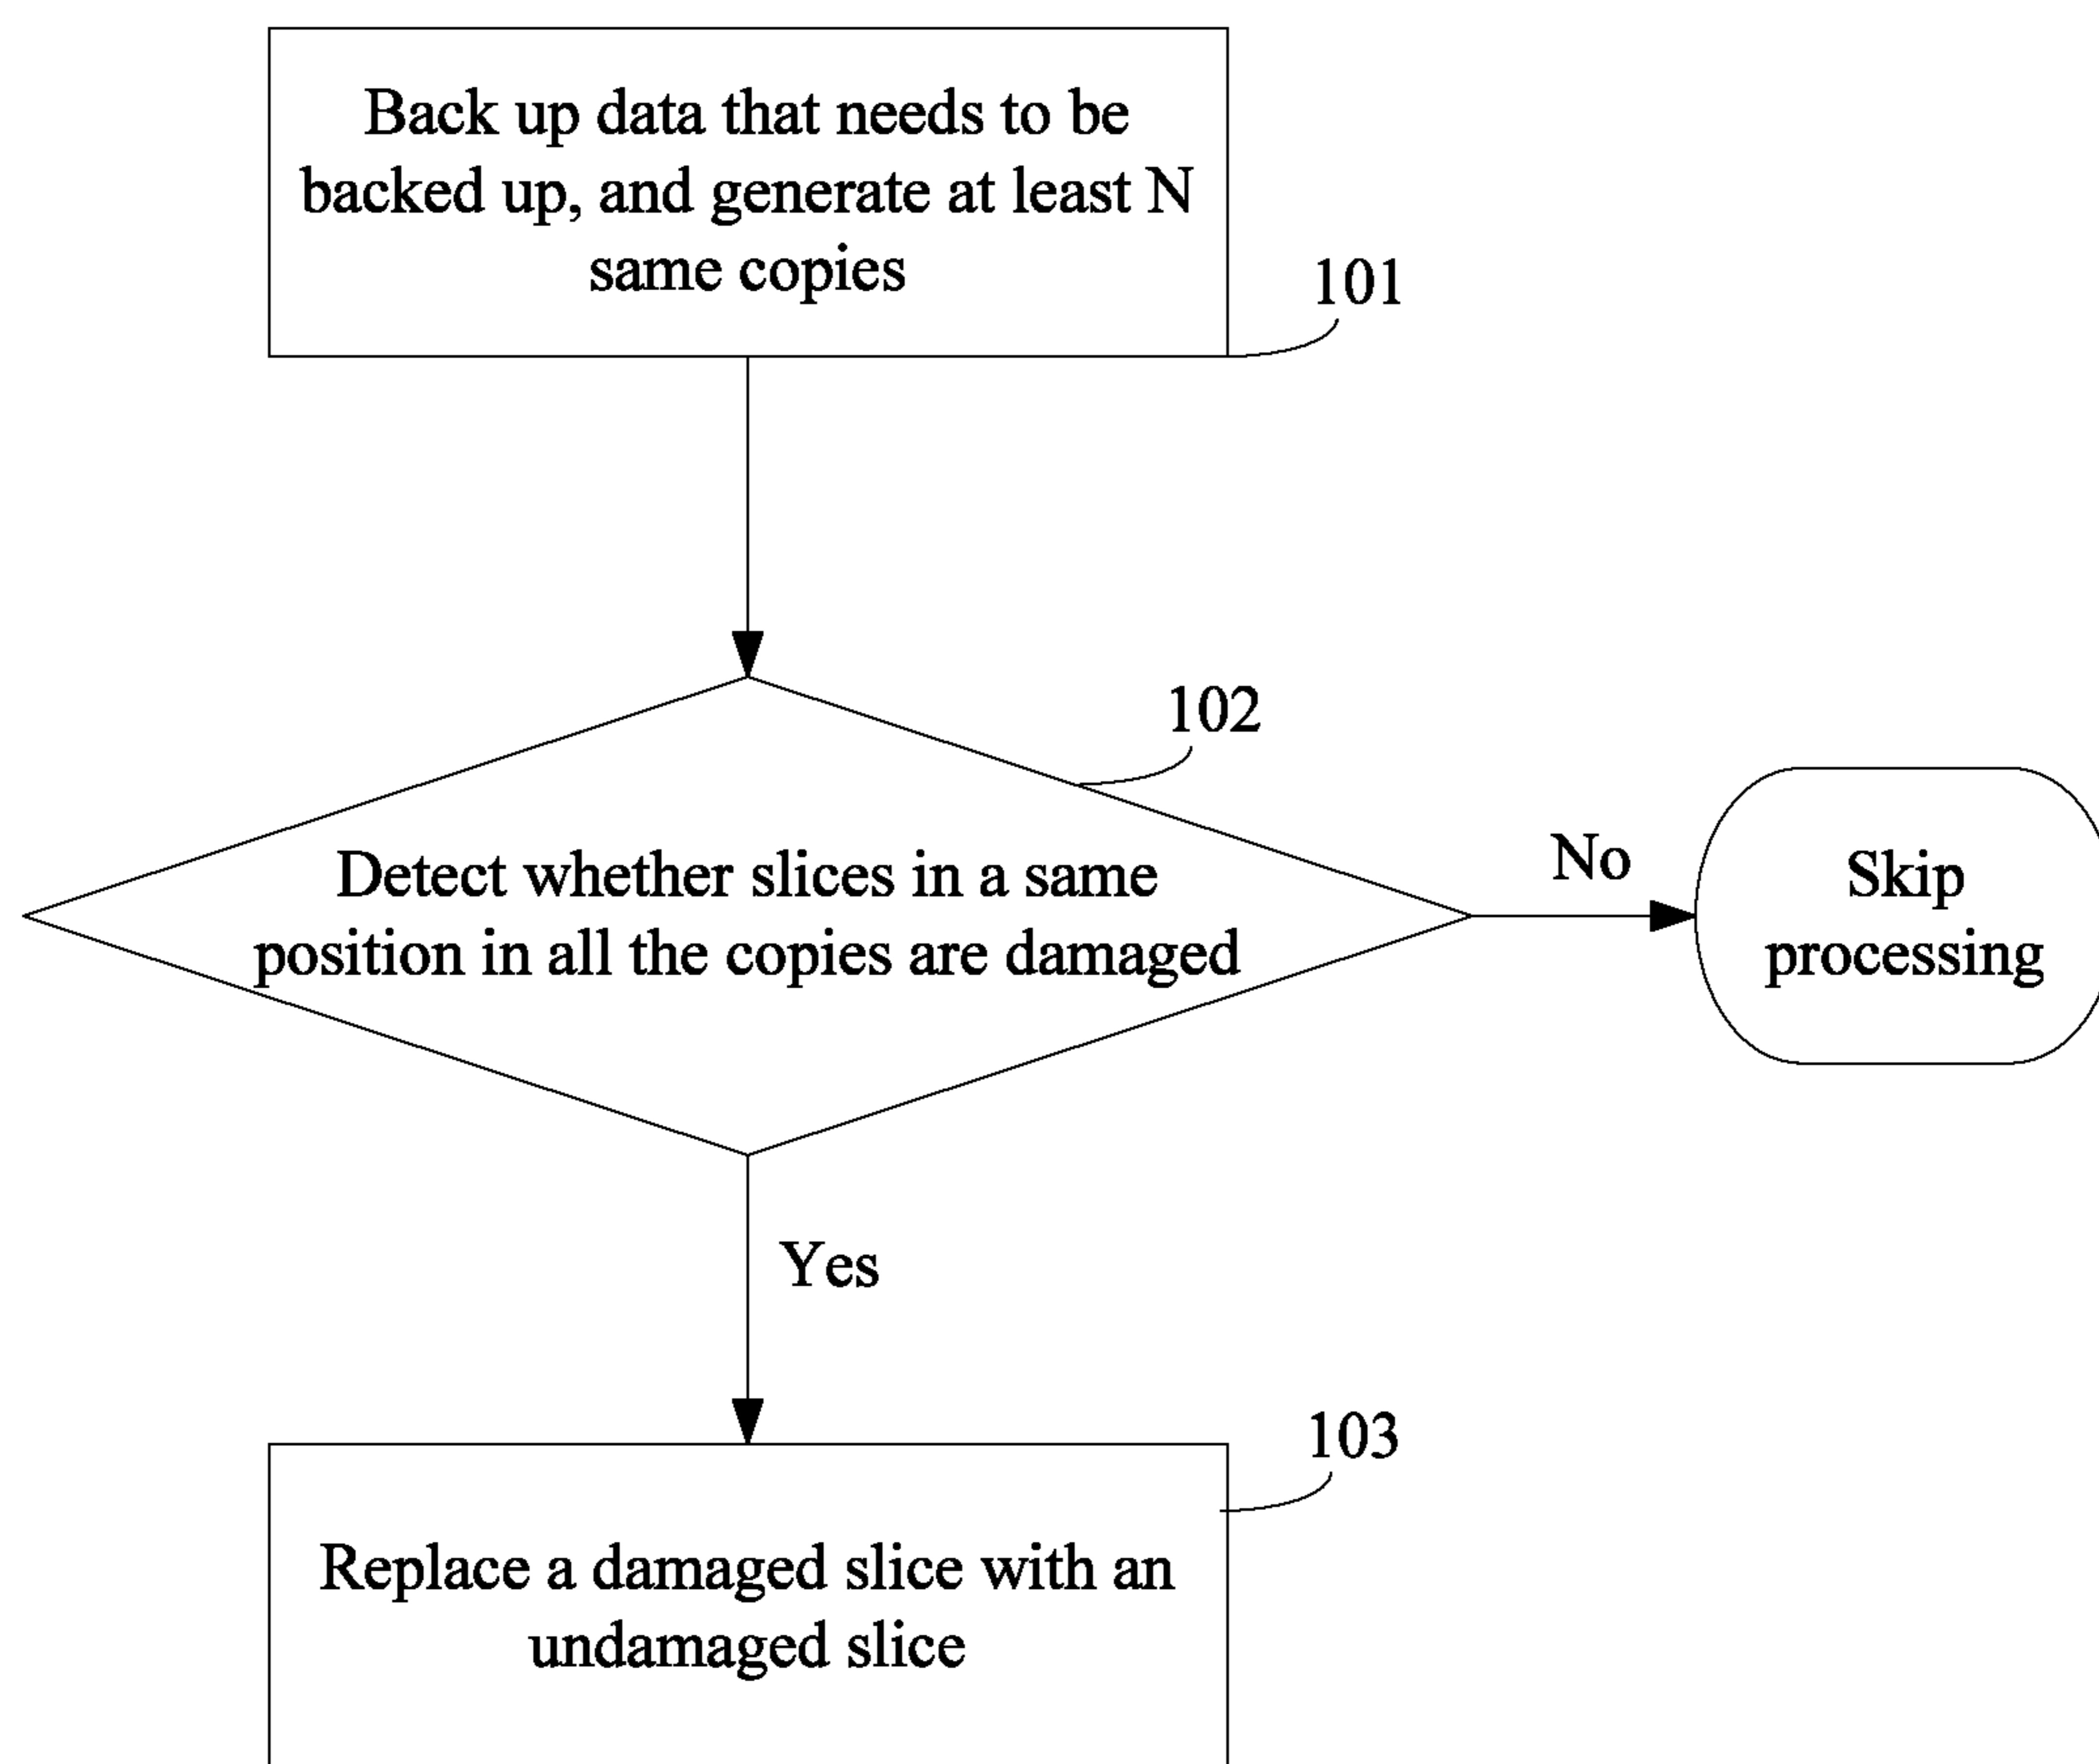 Back up data that needs to be
backed up, and generate at least N
same copies
101
102
Detect whether slices in a same
position in all the copies are damaged
No
Skip
processing
Yes
103
Replace a damaged slice with an
undamaged slice